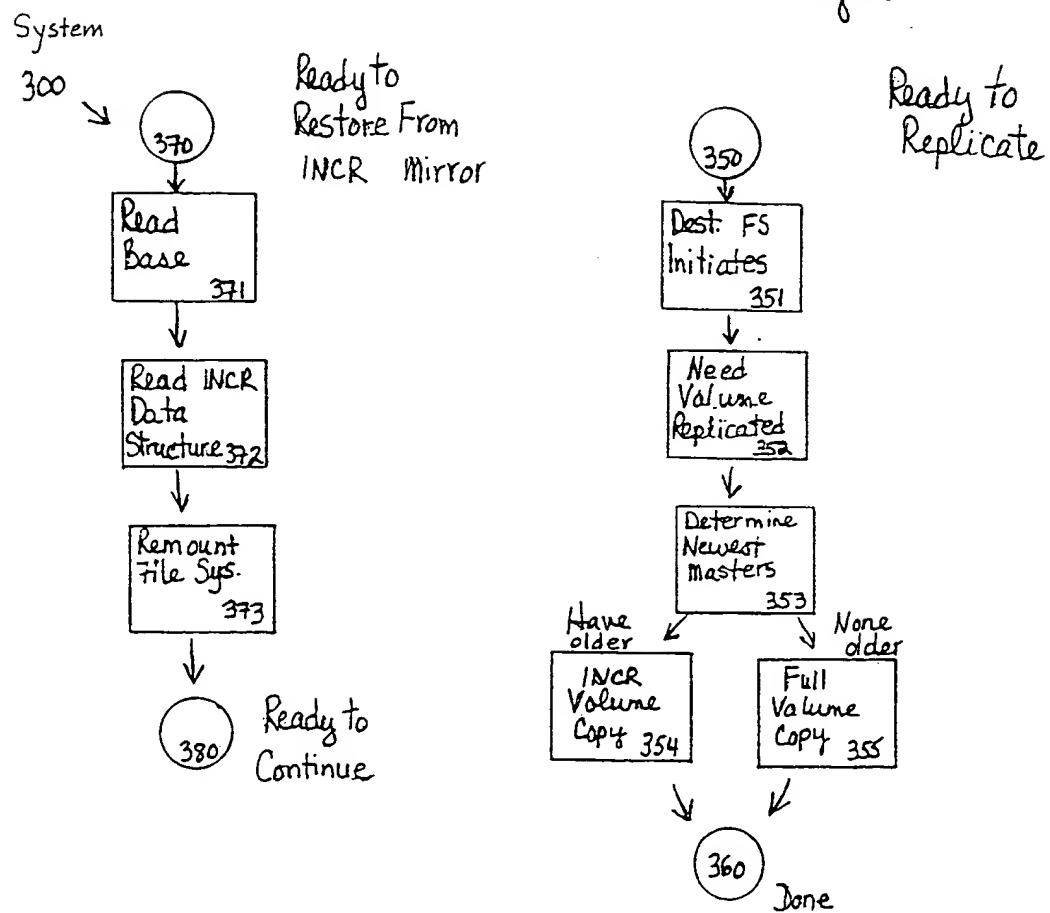 System
300
370
Ready to
Restore From
INCR Mirror
Read
Base
371
Read INCR
Data
Structure 372
Remount
File Sys.
373
380
Ready to
Continue
350
Ready to
Replicate
Dest. FS
Initiates
351
Need
Volume
Replicated
352
Determine
Newest
Masters
353
Have
older
None
older
INCR
Volume
Copy 354
Full
Volume
Copy 355
360
Done